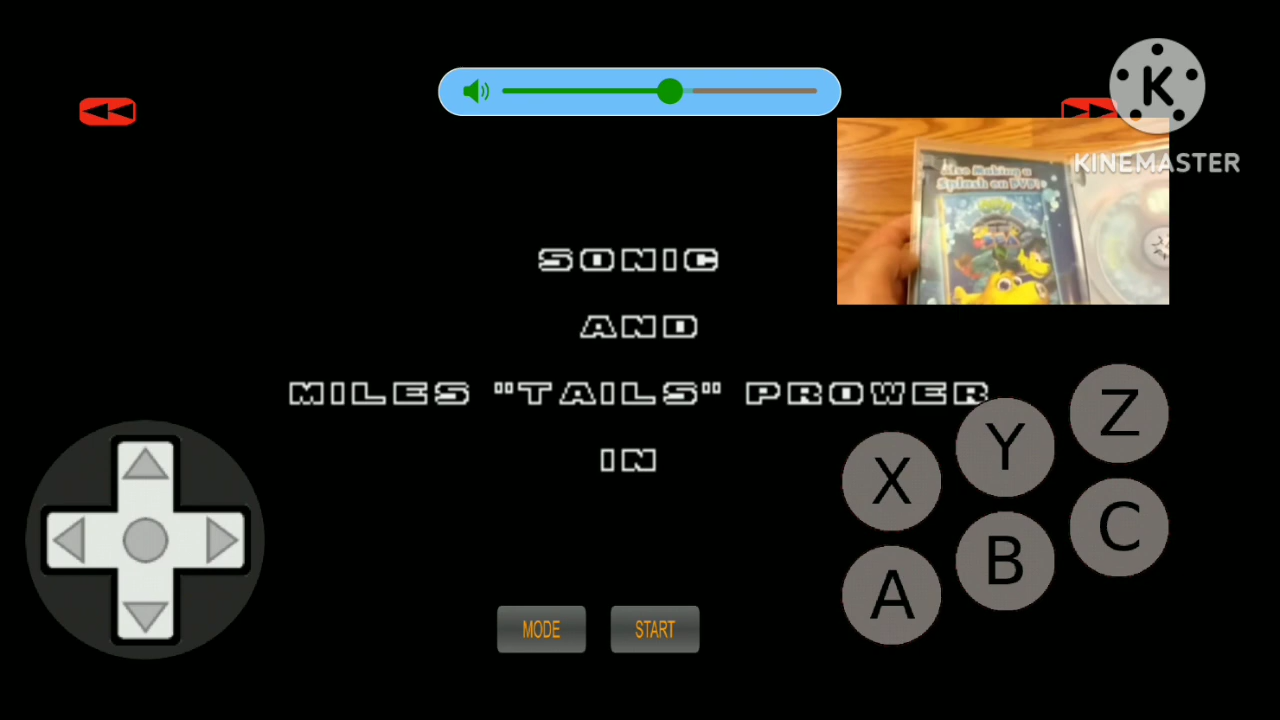 K
KINEMASTER
Also Making a
Splash on DVD!
SONIC
AND
MILES "TAILS" PROWER
IN
X
Y
Z
A
B
C
MODE
START